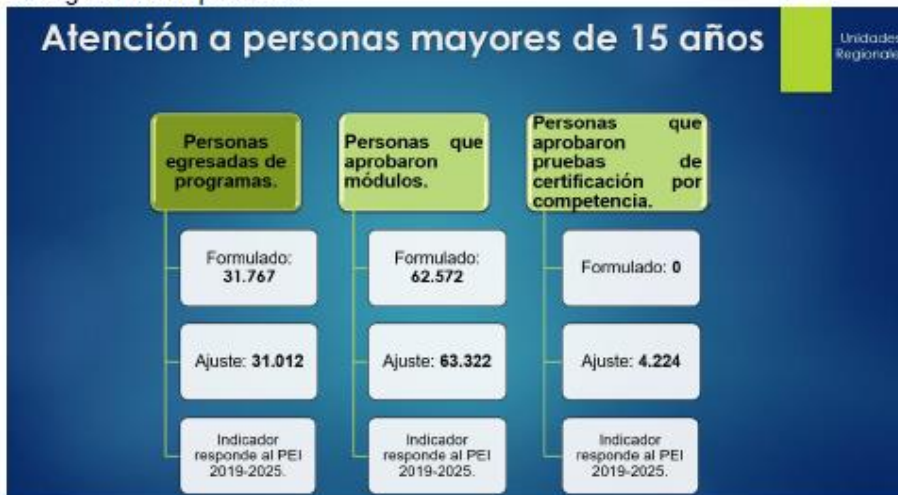 Atención a personas mayores de 15 años
Unidades
Regionale
Personas
egresadas de
programas.
Formulado:
31.767
Ajuste: 31.012
Indicador
responde al PEI
2019-2025.
Personas que
aprobaron
módulos.
Formulado:
62.572
Ajuste: 63.322
Indicador
responde al PEI
2019-2025.
Personas que
aprobaron
pruebas de
certificación por
competencia.
Formulado: 0
Ajuste: 4.224
Indicador
responde al PEI
2019-2025.